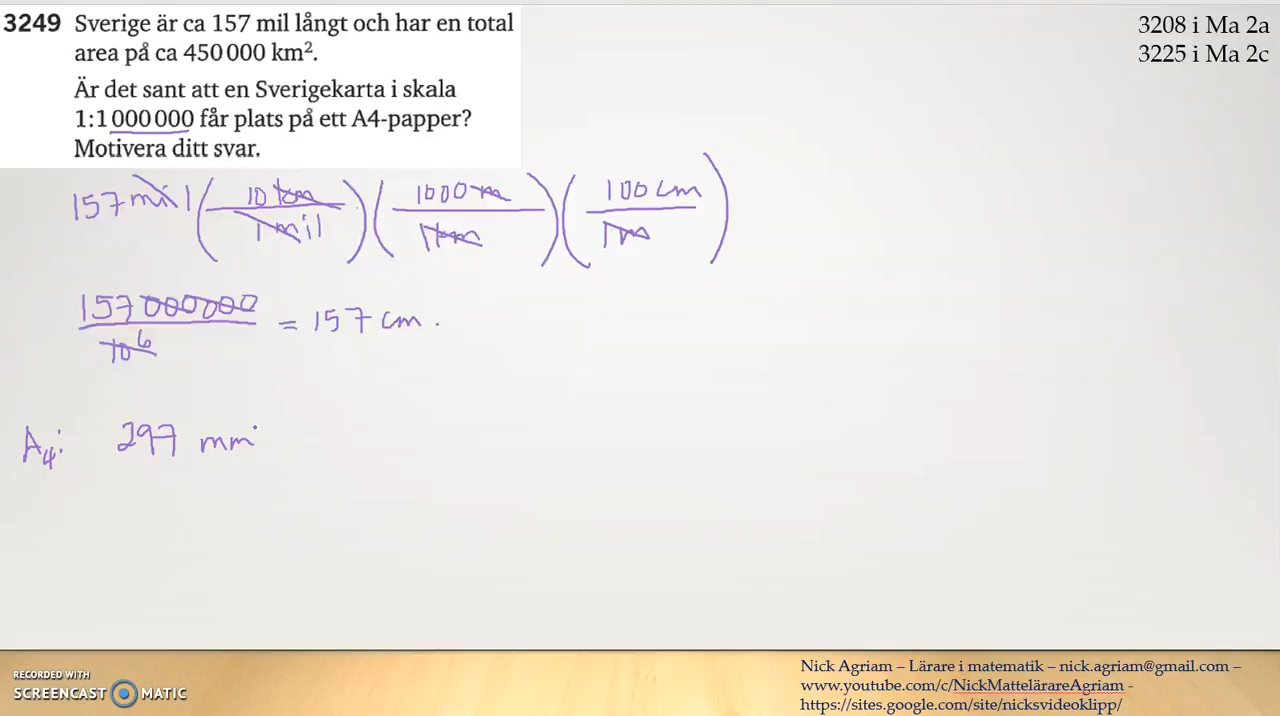 3249 Sverige är ca 157 mil långt och har en total
area på ca 450 000 km².
Är det sant att en Sverigekarta i skala
1:1 000 000 får plats på ett A4-papper?
Motivera ditt svar.
3208 i Ma 2a
3225 i Ma 2c
157 mil (10 km / 1 mil) (1000 m / 1 km) (100 cm / 1m)
157 000000 / 10⁶ = 157 cm.
A4: 297 mm
RECORDED WITH
SCREENCAST MATIC
Nick Agriam – Lärare i matematik – nick.agriam@gmail.com –
www.youtube.com/c/NickMattelärareAgriam -
https://sites.google.com/site/nicksvideoklipp/